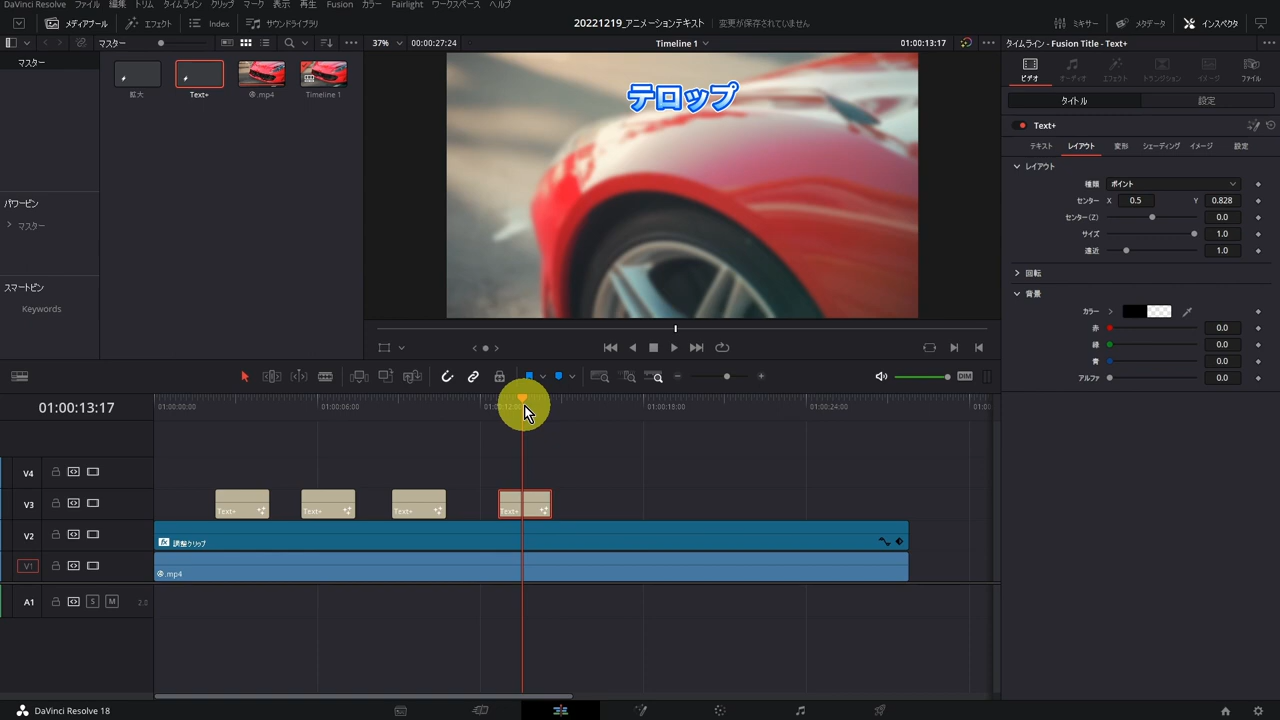 DaVinci Resolve ファイル 編集 トリム タイムライン クリップ マーク 表示 再生 Fusion カラー Fairlight ワークスペース ヘルプ
メディアプール エフェクト Index サウンドライブラリ 20221219_アニメーションテキスト 変更が保存されていません ミキサー メタデータ インスペクタ
マスター 37% 00:00:27:24 Timeline 1 01:00:13:17 タイムライン - Fusion Title - Text+
マスター
ビデオ オーディオ エフェクト トランジション イメージ ファイル
拡大 Text+ .mp4 Timeline 1
タイトル 設定
テロップ
Text+
テキスト レイアウト 変形 シェーディング イメージ 設定
レイアウト
種類 ポイント
センター X 0.5 Y 0.828
センター(Z) 0.0
サイズ 1.0
遠近 1.0
パワービン
マスター
回転
背景
スマートビン
Keywords
カラー
赤 0.0
緑 0.0
青 0.0
アルファ 0.0
DIM
01:00:13:17 01:00:00:00 01:00:06:00 01:00:12:00 01:00:18:00 01:00:24:00 01:00
V4
V3 Text+ Text+ Text+ Text+
V2 fx 調整クリップ
V1 .mp4
A1 S M 2.0
DaVinci Resolve 18